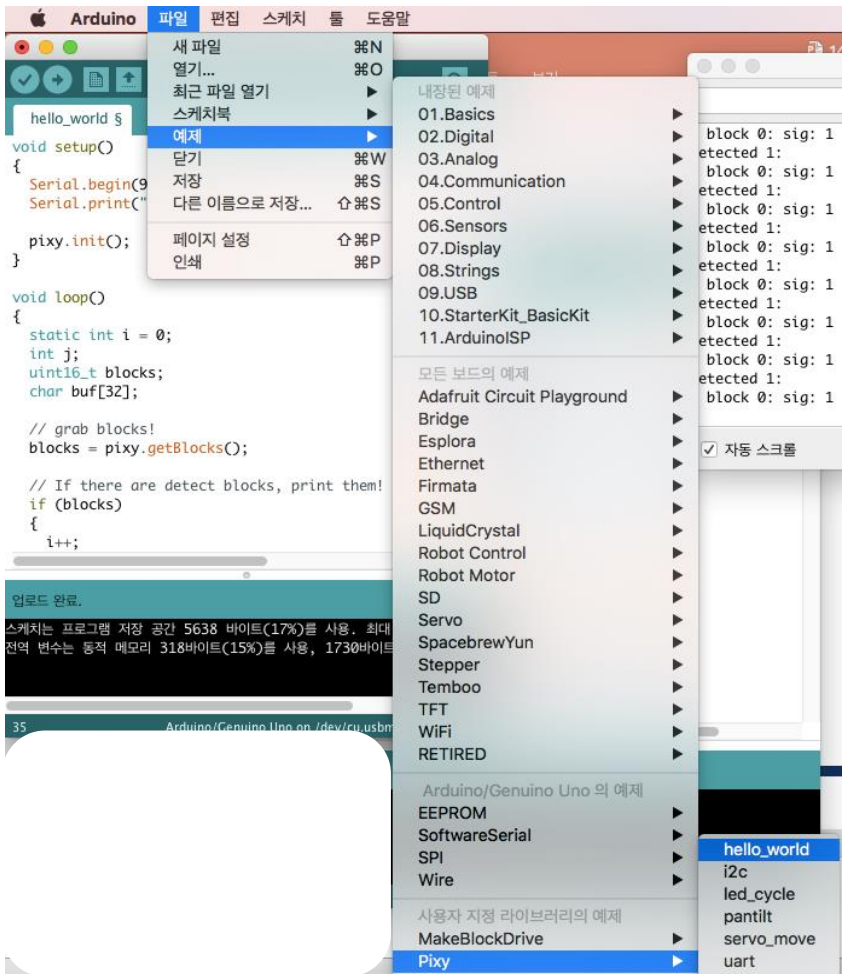 Arduino 파일 편집 스케치 툴 도움말
새 파일 ⌘N
열기... ⌘O
최근 파일 열기
스케치북
예제
닫기 ⌘W
저장 ⌘S
다른 이름으로 저장... ⇧⌘S
페이지 설정 ⇧⌘P
인쇄 ⌘P
hello_world §
void setup()
{
Serial.begin(9
Serial.print("
pixy.init();
}
void loop()
{
static int i = 0;
int j;
uint16_t blocks;
char buf[32];
// grab blocks!
blocks = pixy.getBlocks();
// If there are detect blocks, print them!
if (blocks)
{
i++;
업로드 완료.
스케치는 프로그램 저장 공간 5638 바이트(17%)를 사용. 최대
전역 변수는 동적 메모리 318바이트(15%)를 사용, 1730바이트
35 Arduino/Genuino Uno on /dev/cu.usbm
내장된 예제
01.Basics
02.Digital
03.Analog
04.Communication
05.Control
06.Sensors
07.Display
08.Strings
09.USB
10.StarterKit_BasicKit
11.ArduinoISP
모든 보드의 예제
Adafruit Circuit Playground
Bridge
Esplora
Ethernet
Firmata
GSM
LiquidCrystal
Robot Control
Robot Motor
SD
Servo
SpacebrewYun
Stepper
Temboo
TFT
WiFi
RETIRED
Arduino/Genuino Uno 의 예제
EEPROM
SoftwareSerial
SPI
Wire
사용자 지정 라이브러리의 예제
MakeBlockDrive
Pixy
hello_world
i2c
led_cycle
pantilt
servo_move
uart
block 0: sig: 1
etected 1:
block 0: sig: 1
etected 1:
block 0: sig: 1
etected 1:
block 0: sig: 1
etected 1:
block 0: sig: 1
etected 1:
block 0: sig: 1
etected 1:
block 0: sig: 1
etected 1:
block 0: sig: 1
자동 스크롤